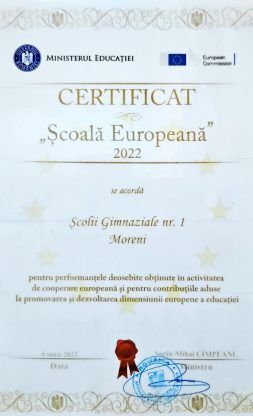 MINISTERUL EDUCAȚIEI
European
Commission
CERTIFICAT
„Școală Europeană”
2022
se acordă
Școlii Gimnaziale nr. 1
Moreni
pentru performanțele deosebite obținute în activitatea
de cooperare europeană și pentru contribuțiile aduse
la promovarea și dezvoltarea dimensiunii europene a educației
8 iunie 2022
Sorin-Mihai CÎMPEANU
Data
Ministru
ROMÂNIA